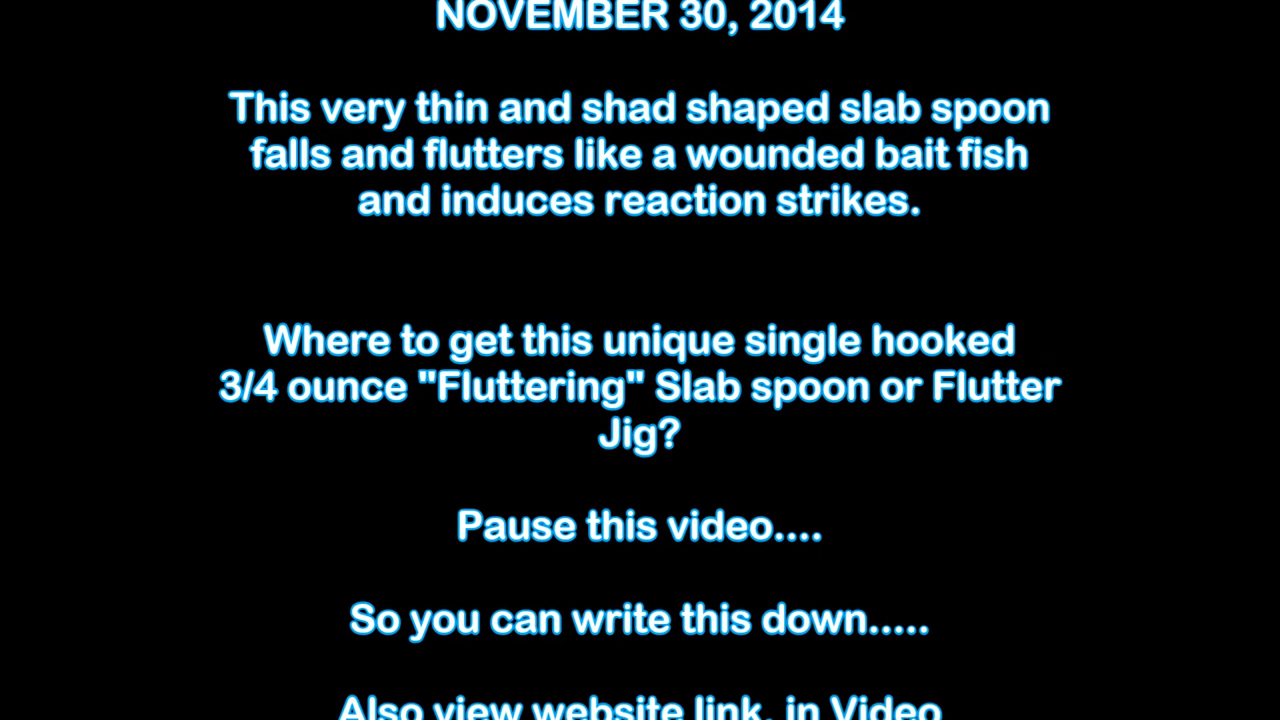 NOVEMBER 30, 2014
This very thin and shad shaped slab spoon
falls and flutters like a wounded bait fish
and induces reaction strikes.
Where to get this unique single hooked
3/4 ounce "Fluttering" Slab spoon or Flutter
Jig?
Pause this video....
So you can write this down.....
Also view website link, in Video